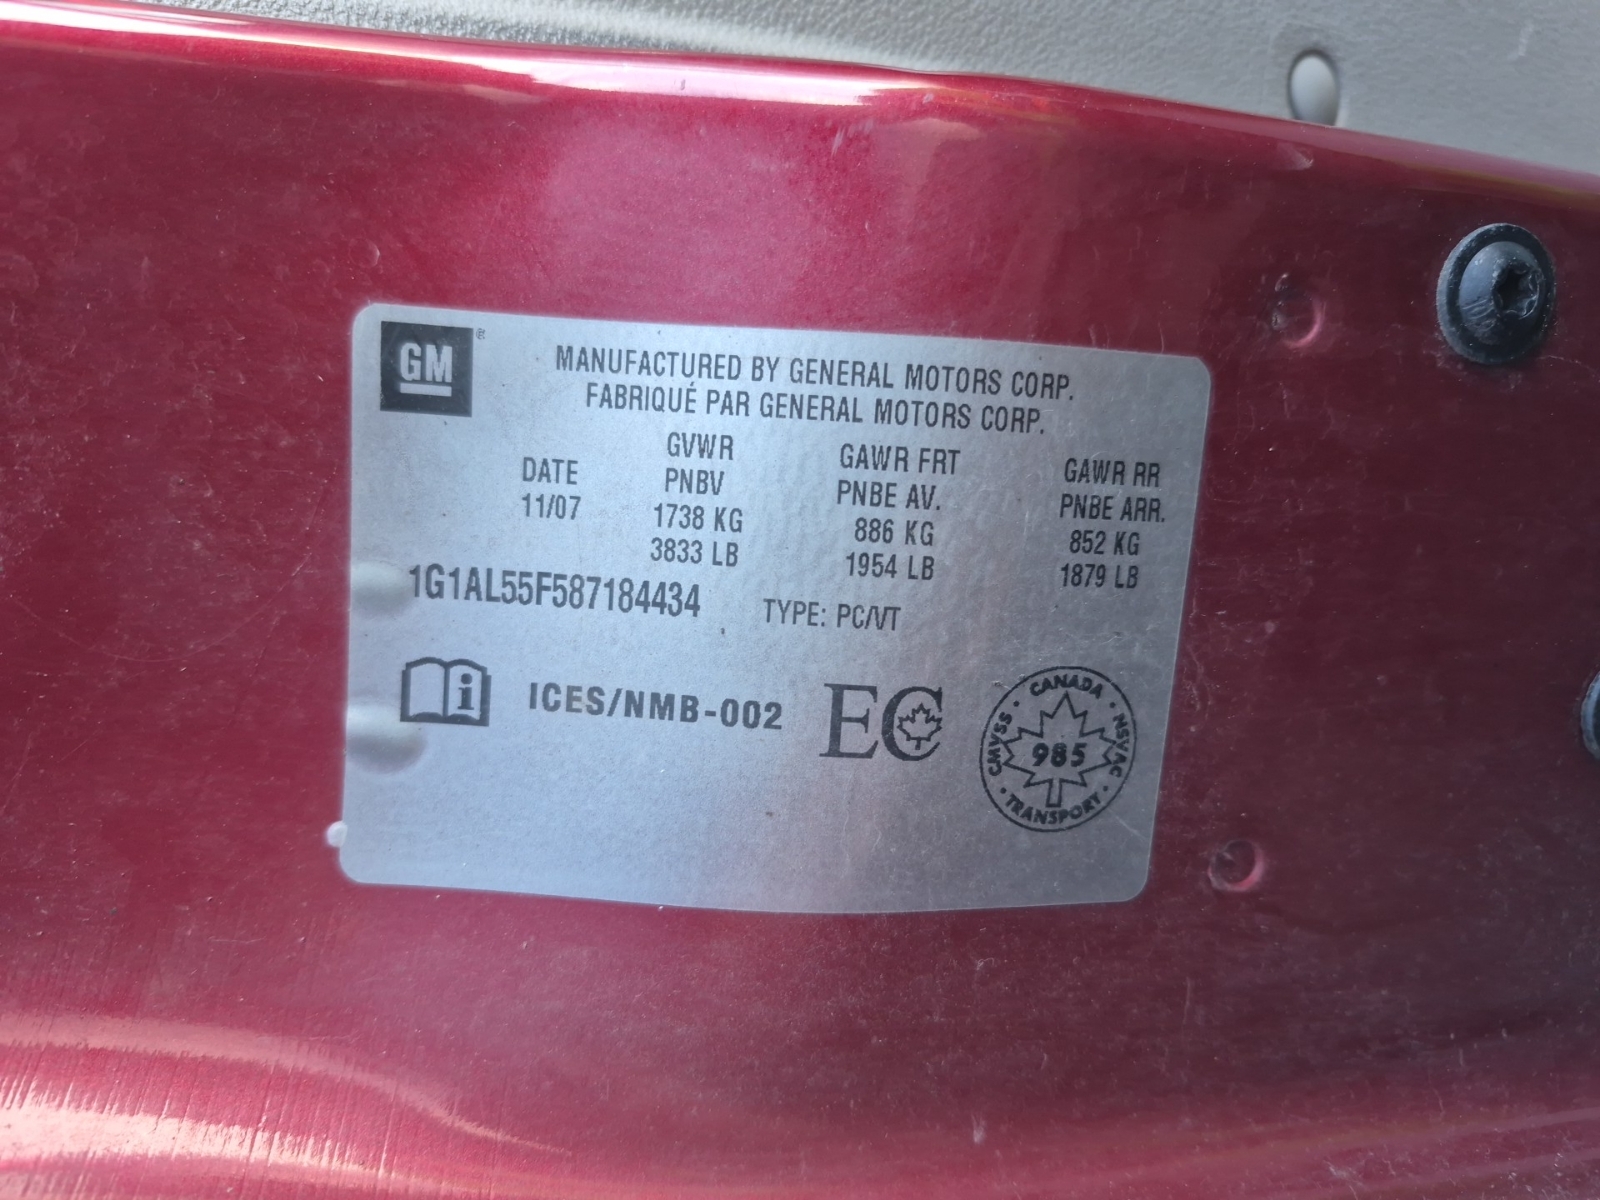 GM®
MANUFACTURED BY GENERAL MOTORS CORP.
FABRIQUÉ PAR GENERAL MOTORS CORP.
DATE
11/07
GVWR
PNBV
1738 KG
3833 LB
GAWR FRT
PNBE AV.
886 KG
1954 LB
GAWR RR
PNBE ARR.
852 KG
1879 LB
1G1AL55F587184434
TYPE: PC/VT
i
ICES/NMB-002
EC
CANADA
CMVSS
NSVAC
985
TRANSPORT